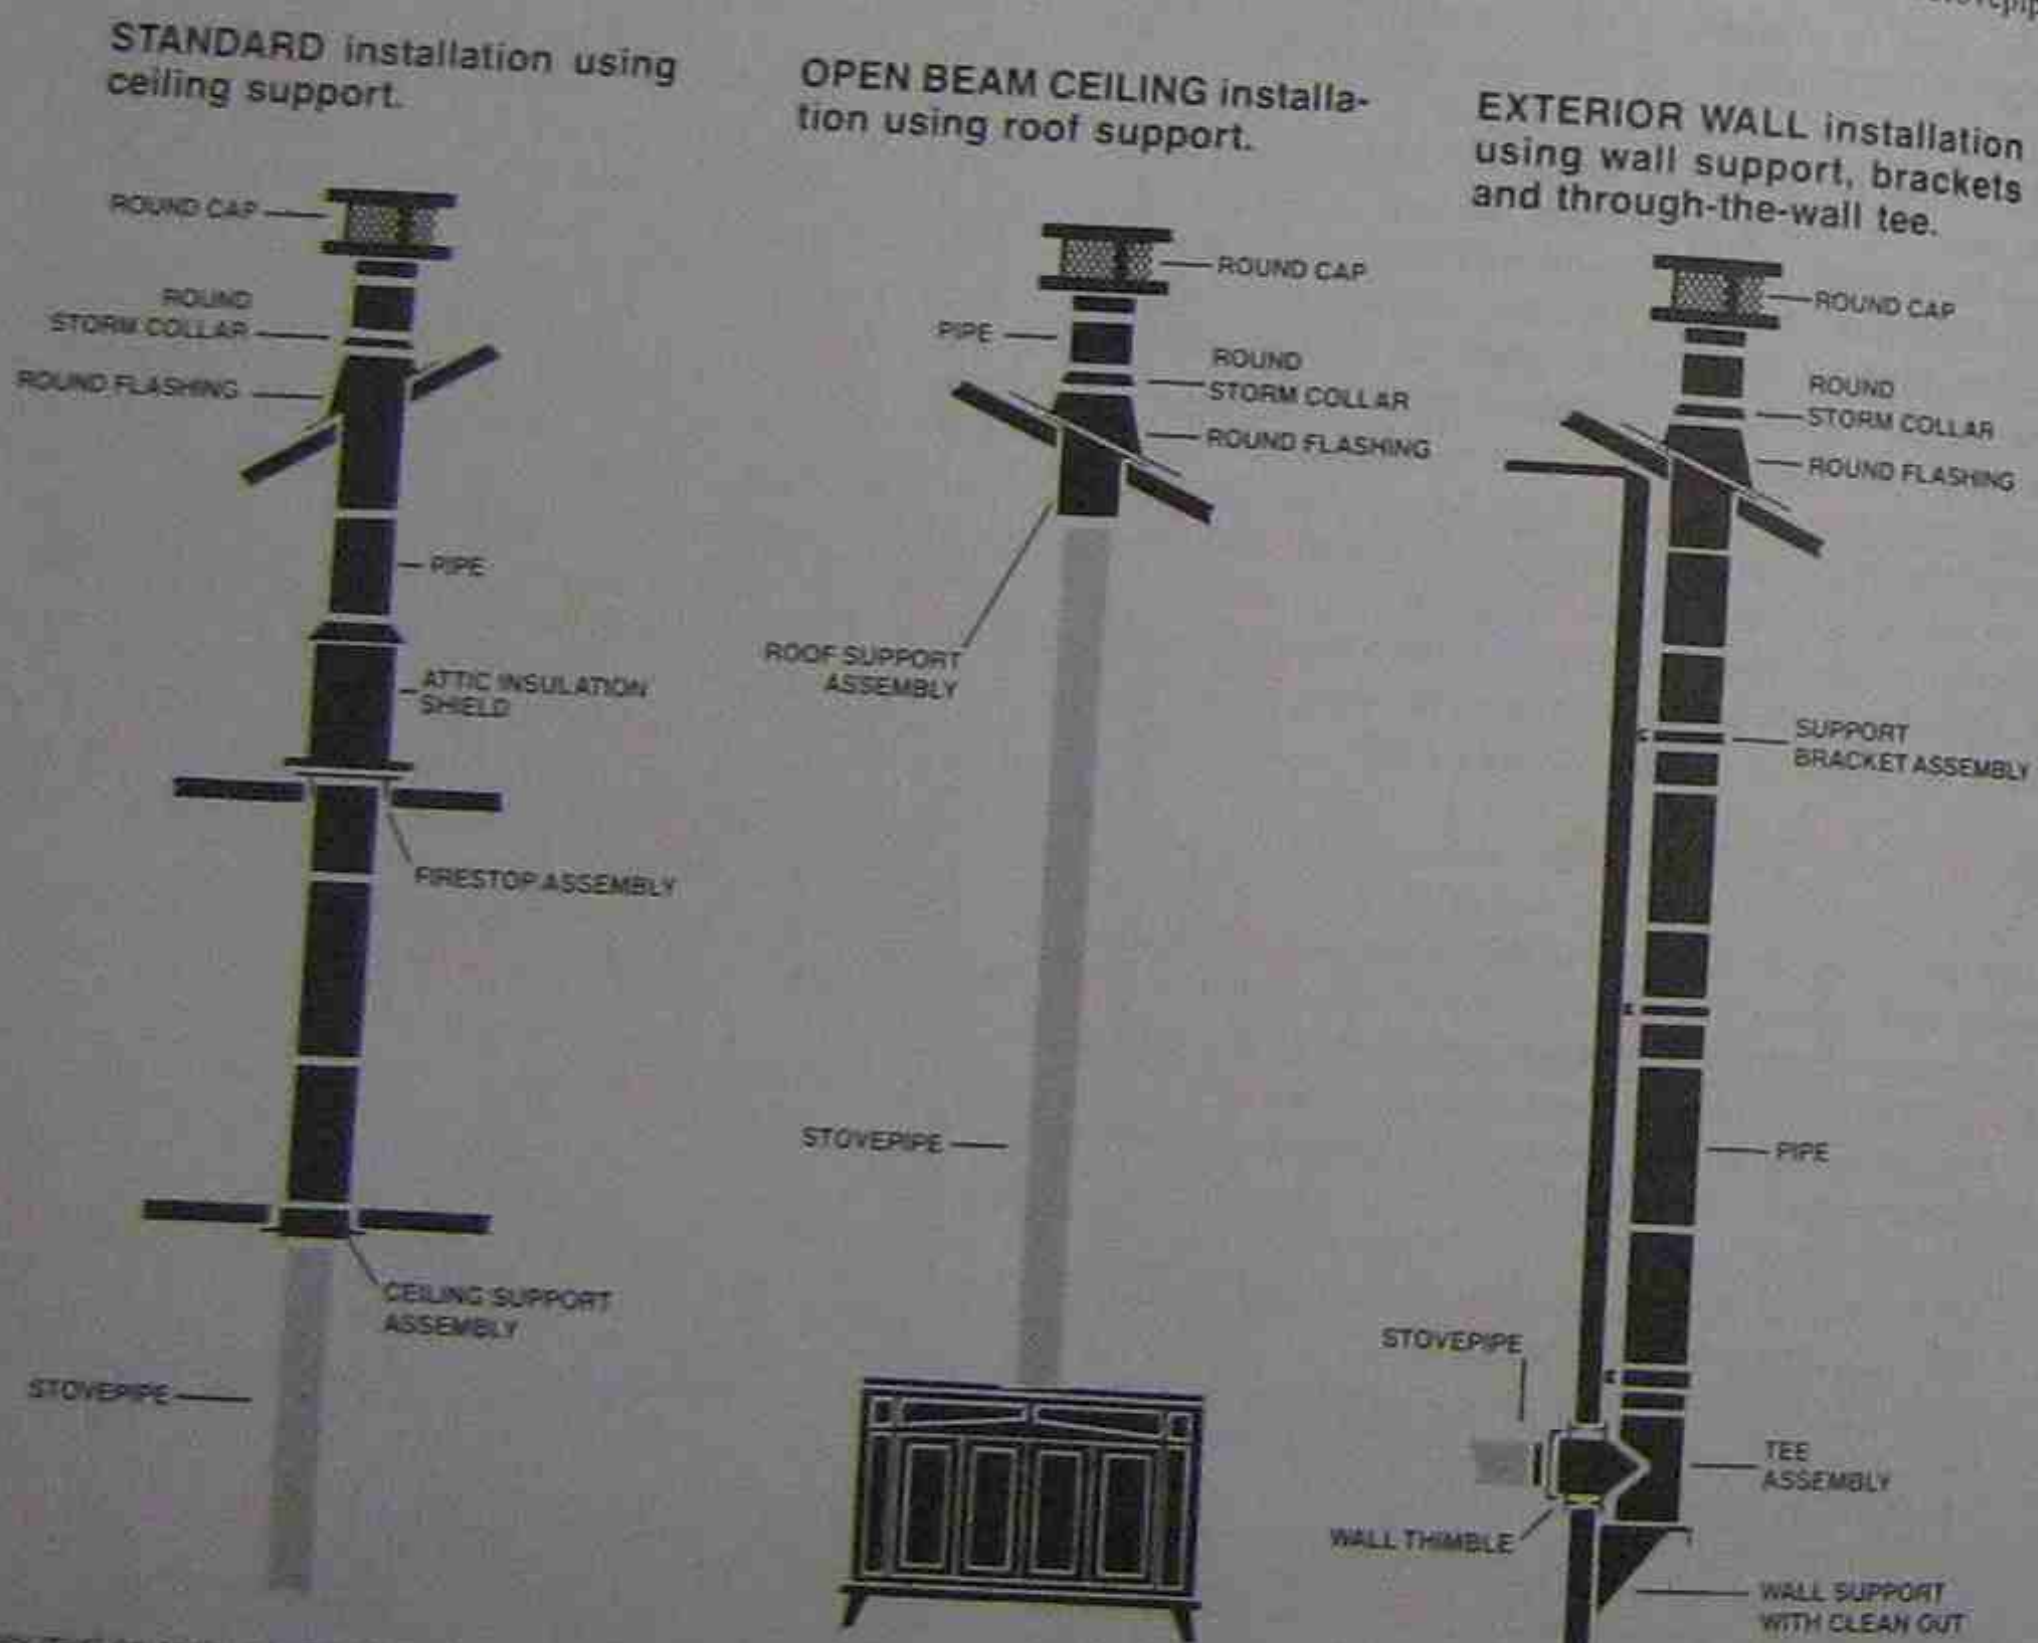 STANDARD installation using
ceiling support.
ROUND CAP
ROUND
STORM COLLAR
ROUND FLASHING
PIPE
ATTIC INSULATION
SHIELD
FIRESTOP ASSEMBLY
CEILING SUPPORT
ASSEMBLY
STOVEPIPE
OPEN BEAM CEILING installa-
tion using roof support.
ROUND CAP
PIPE
ROUND
STORM COLLAR
ROUND FLASHING
ROOF SUPPORT
ASSEMBLY
STOVEPIPE
EXTERIOR WALL installation
using wall support, brackets
and through-the-wall tee.
ROUND CAP
ROUND
STORM COLLAR
ROUND FLASHING
SUPPORT
BRACKET ASSEMBLY
PIPE
STOVEPIPE
TEE
ASSEMBLY
WALL THIMBLE
WALL SUPPORT
WITH CLEAN OUT